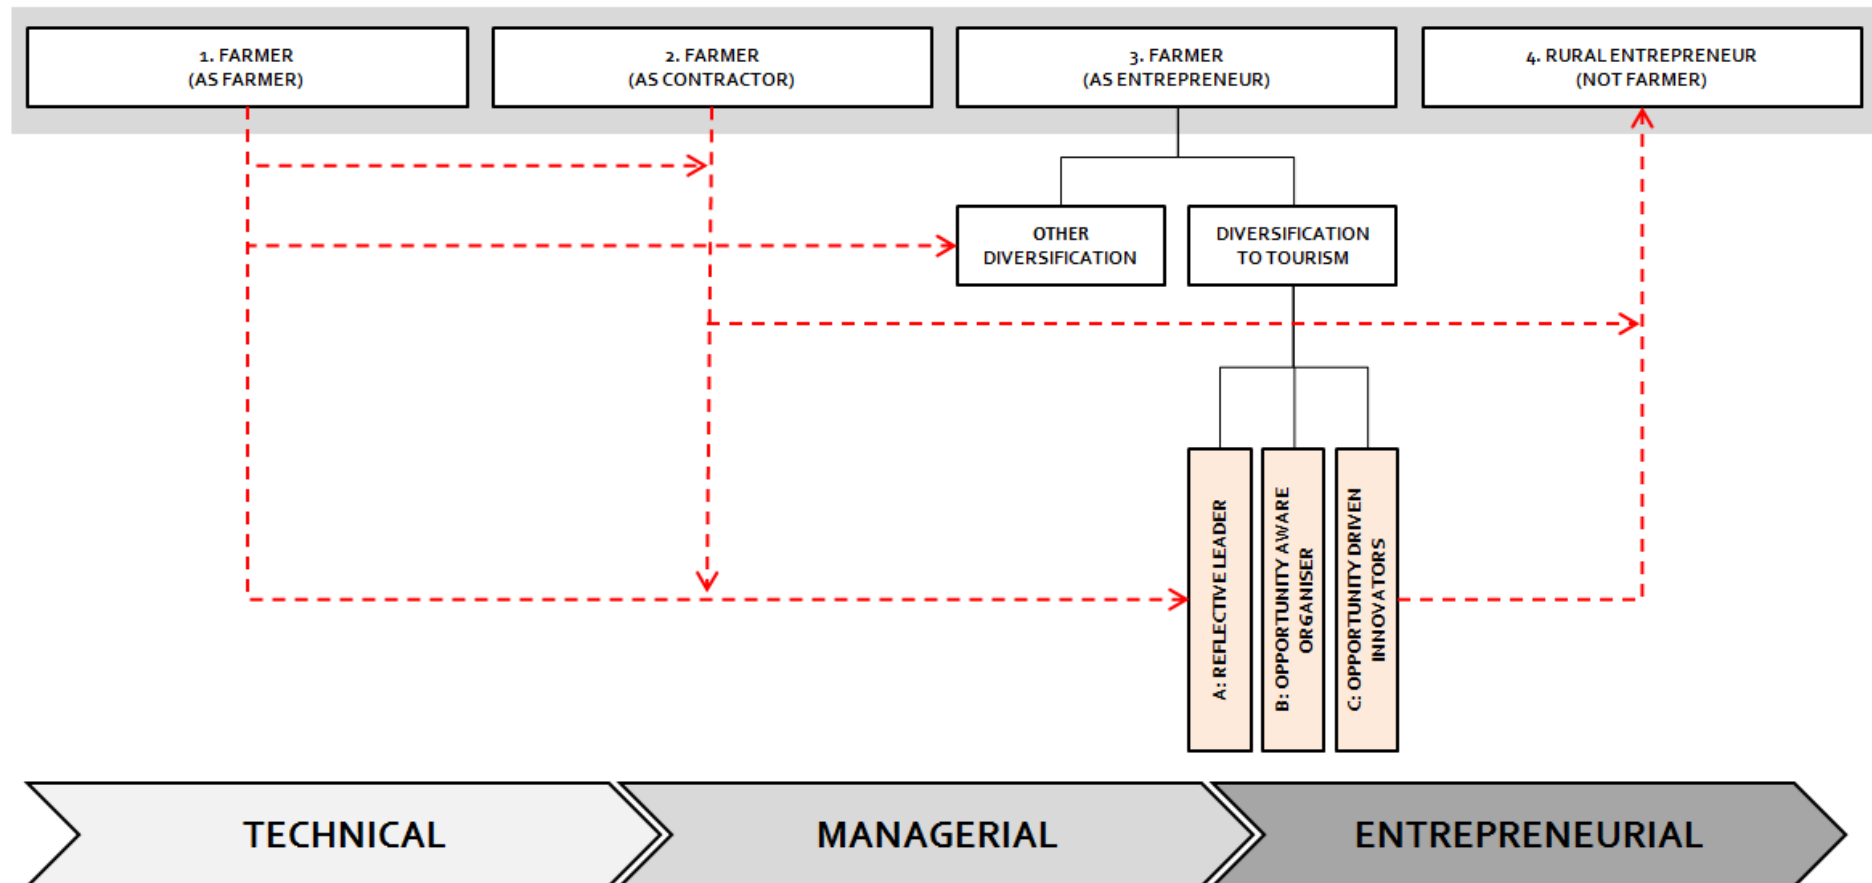 1. FARMER
(AS FARMER)
2. FARMER
(AS CONTRACTOR)
3. FARMER
(AS ENTREPRENEUR)
4. RURAL ENTREPRENEUR
(NOT FARMER)
OTHER
DIVERSIFICATION
DIVERSIFICATION
TO TOURISM
A: REFLECTIVE LEADER
B: OPPORTUNITY AWARE
ORGANISER
C: OPPORTUNITY DRIVEN
INNOVATORS
TECHNICAL
MANAGERIAL
ENTREPRENEURIAL